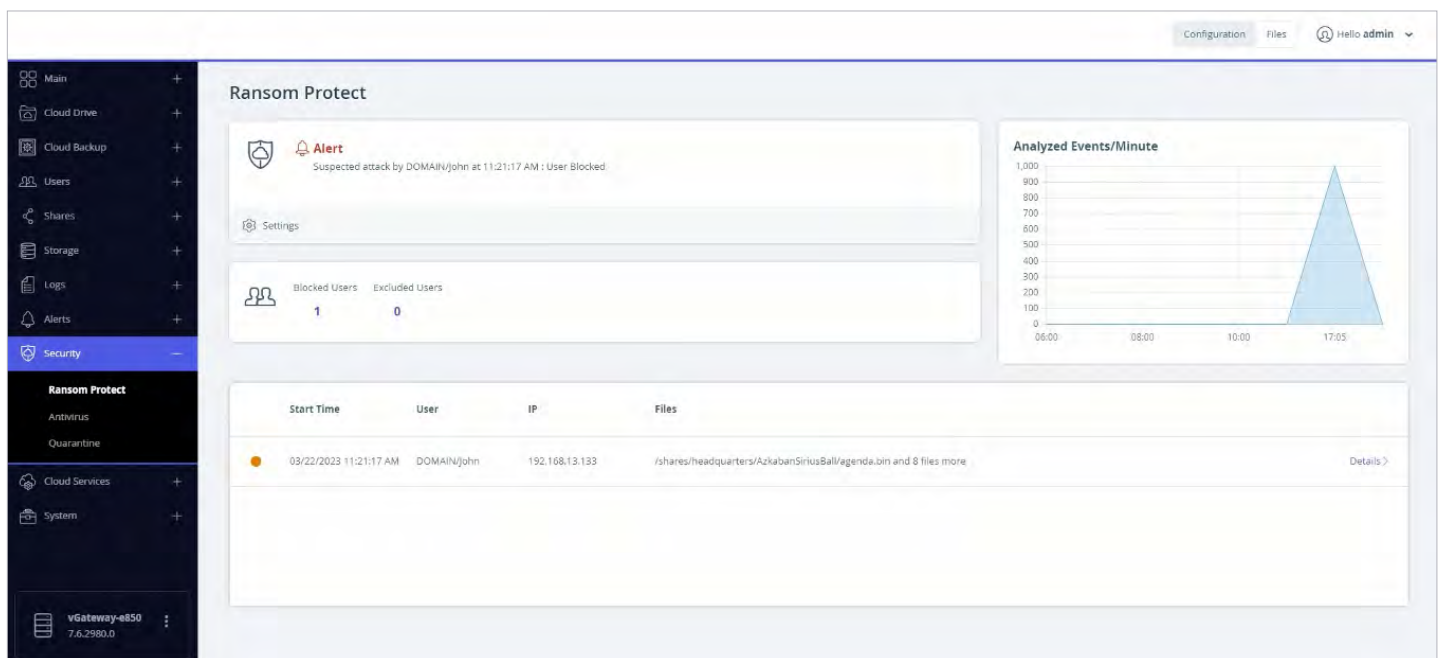 Configuration Files Hello admin
Main
Cloud Drive
Cloud Backup
Users
Shares
Storage
Logs
Alerts
Security
Ransom Protect
Antivirus
Quarantine
Cloud Services
System
vGateway-e850
7.6.2980.0
Ransom Protect
Alert
Suspected attack by DOMAIN/John at 11:21:17 AM : User Blocked
Settings
Blocked Users Excluded Users
1 0
Analyzed Events/Minute
1,000
900
800
700
600
500
400
300
200
100
0
06:00 08:00 10:00 17:05
Start Time User IP Files
03/22/2023 11:21:17 AM DOMAIN/John 192.168.13.133 /shares/headquarters/AzkabanSiriusBall/agenda.bin and 8 files more Details